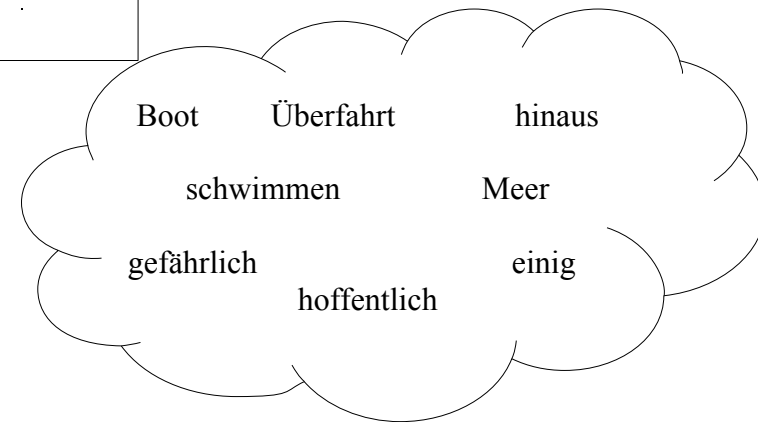 Boot Überfahrt hinaus
schwimmen Meer
gefährlich einig
hoffentlich